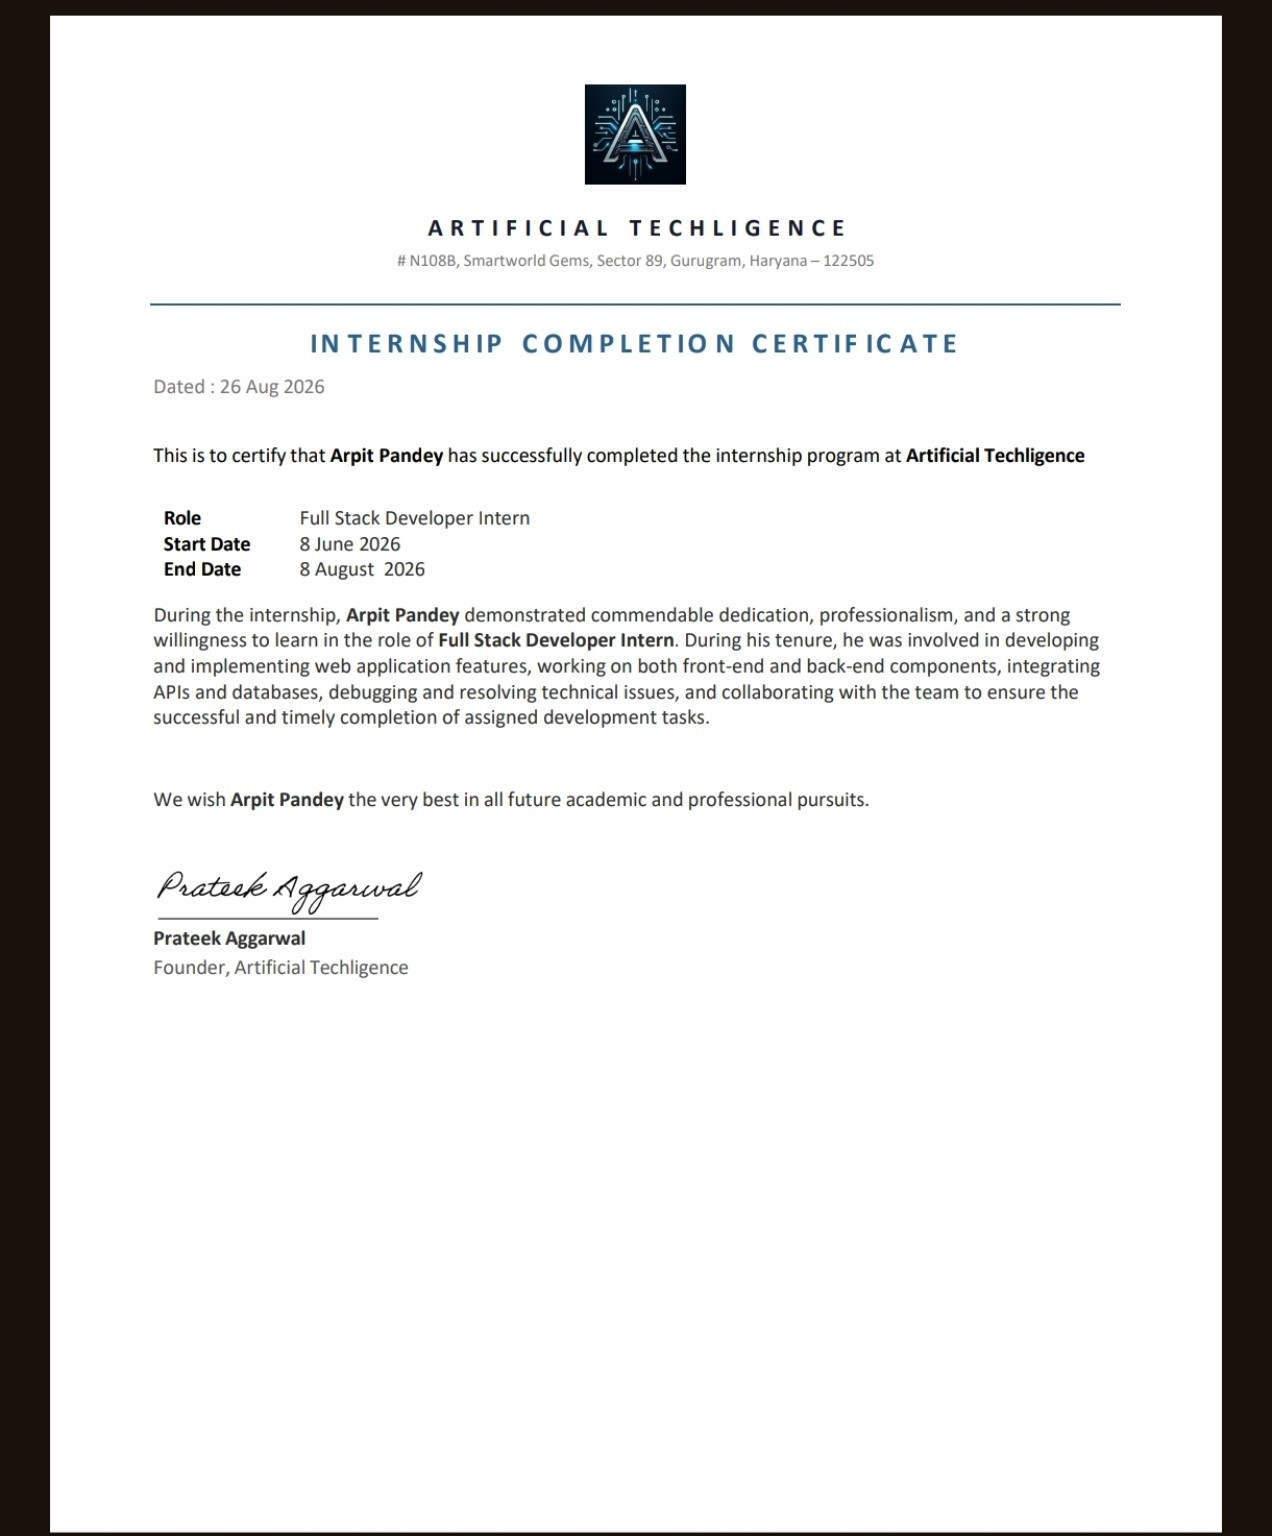 ARTIFICIAL TECHLIGENCE
# N108B, Smartworld Gems, Sector 89, Gurugram, Haryana – 122505
INTERNSHIP COMPLETION CERTIFICATE
Dated : 26 Aug 2026
This is to certify that Arpit Pandey has successfully completed the internship program at Artificial Techligence
Role Full Stack Developer Intern
Start Date 8 June 2026
End Date 8 August 2026
During the internship, Arpit Pandey demonstrated commendable dedication, professionalism, and a strong
willingness to learn in the role of Full Stack Developer Intern. During his tenure, he was involved in developing
and implementing web application features, working on both front-end and back-end components, integrating
APIs and databases, debugging and resolving technical issues, and collaborating with the team to ensure the
successful and timely completion of assigned development tasks.
We wish Arpit Pandey the very best in all future academic and professional pursuits.
Prateek Aggarwal
Prateek Aggarwal
Founder, Artificial Techligence